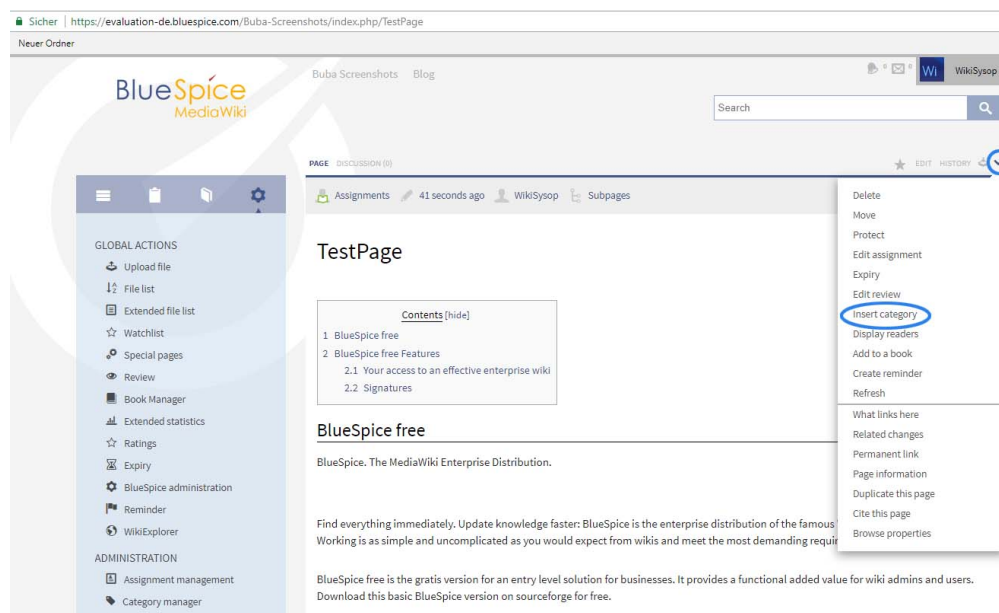 Sicher | https://evaluation-de.bluespice.com/Buba-Screenshots/index.php/TestPage
Neuer Ordner
BlueSpice
MediaWiki
Buba Screenshots Blog
Wi WikiSysop
Search
PAGE DISCUSSION (0)
EDIT HISTORY
Assignments 41 seconds ago WikiSysop Subpages
GLOBAL ACTIONS
Upload file
File list
Extended file list
Watchlist
Special pages
Review
Book Manager
Extended statistics
Ratings
Expiry
BlueSpice administration
Reminder
WikiExplorer
ADMINISTRATION
Assignment management
Category manager
TestPage
Contents [hide]
1 BlueSpice free
2 BlueSpice free Features
2.1 Your access to an effective enterprise wiki
2.2 Signatures
BlueSpice free
BlueSpice. The MediaWiki Enterprise Distribution.
Find everything immediately. Update knowledge faster: BlueSpice is the enterprise distribution of the famous
Working is as simple and uncomplicated as you would expect from wikis and meet the most demanding
BlueSpice free is the gratis version for an entry level solution for businesses. It provides a functional added value for wiki admins and users.
Download this basic BlueSpice version on sourceforge for free.
Delete
Move
Protect
Edit assignment
Expiry
Edit review
Insert category
Display readers
Add to a book
Create reminder
Refresh
What links here
Related changes
Permanent link
Page information
Duplicate this page
Cite this page
Browse properties